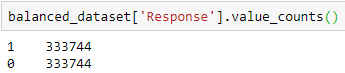 balanced_dataset['Response'].value_counts()
1    333744
0    333744